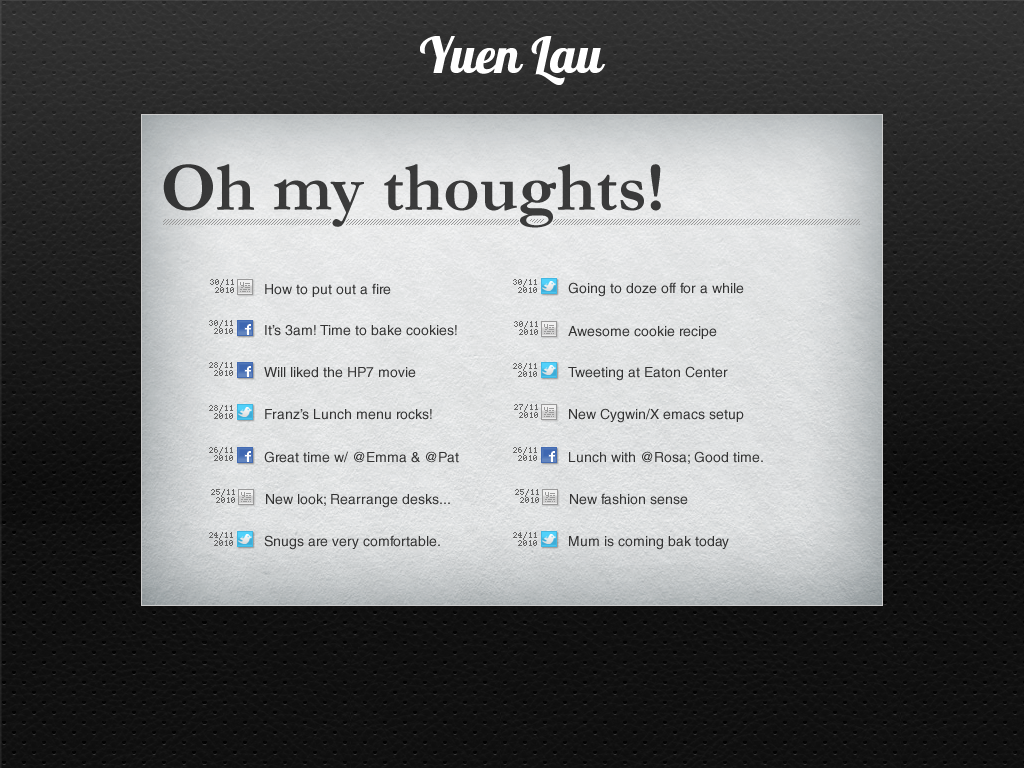 Yuen Lau
Oh my thoughts!
30/11 2010 How to put out a fire
30/11 2010 Going to doze off for a while
30/11 2010 It's 3am! Time to bake cookies!
30/11 2010 Awesome cookie recipe
28/11 2010 Will liked the HP7 movie
28/11 2010 Tweeting at Eaton Center
28/11 2010 Franz's Lunch menu rocks!
27/11 2010 New Cygwin/X emacs setup
26/11 2010 Great time w/ @Emma & @Pat
26/11 2010 Lunch with @Rosa; Good time.
25/11 2010 New look; Rearrange desks...
25/11 2010 New fashion sense
24/11 2010 Snugs are very comfortable.
24/11 2010 Mum is coming bak today